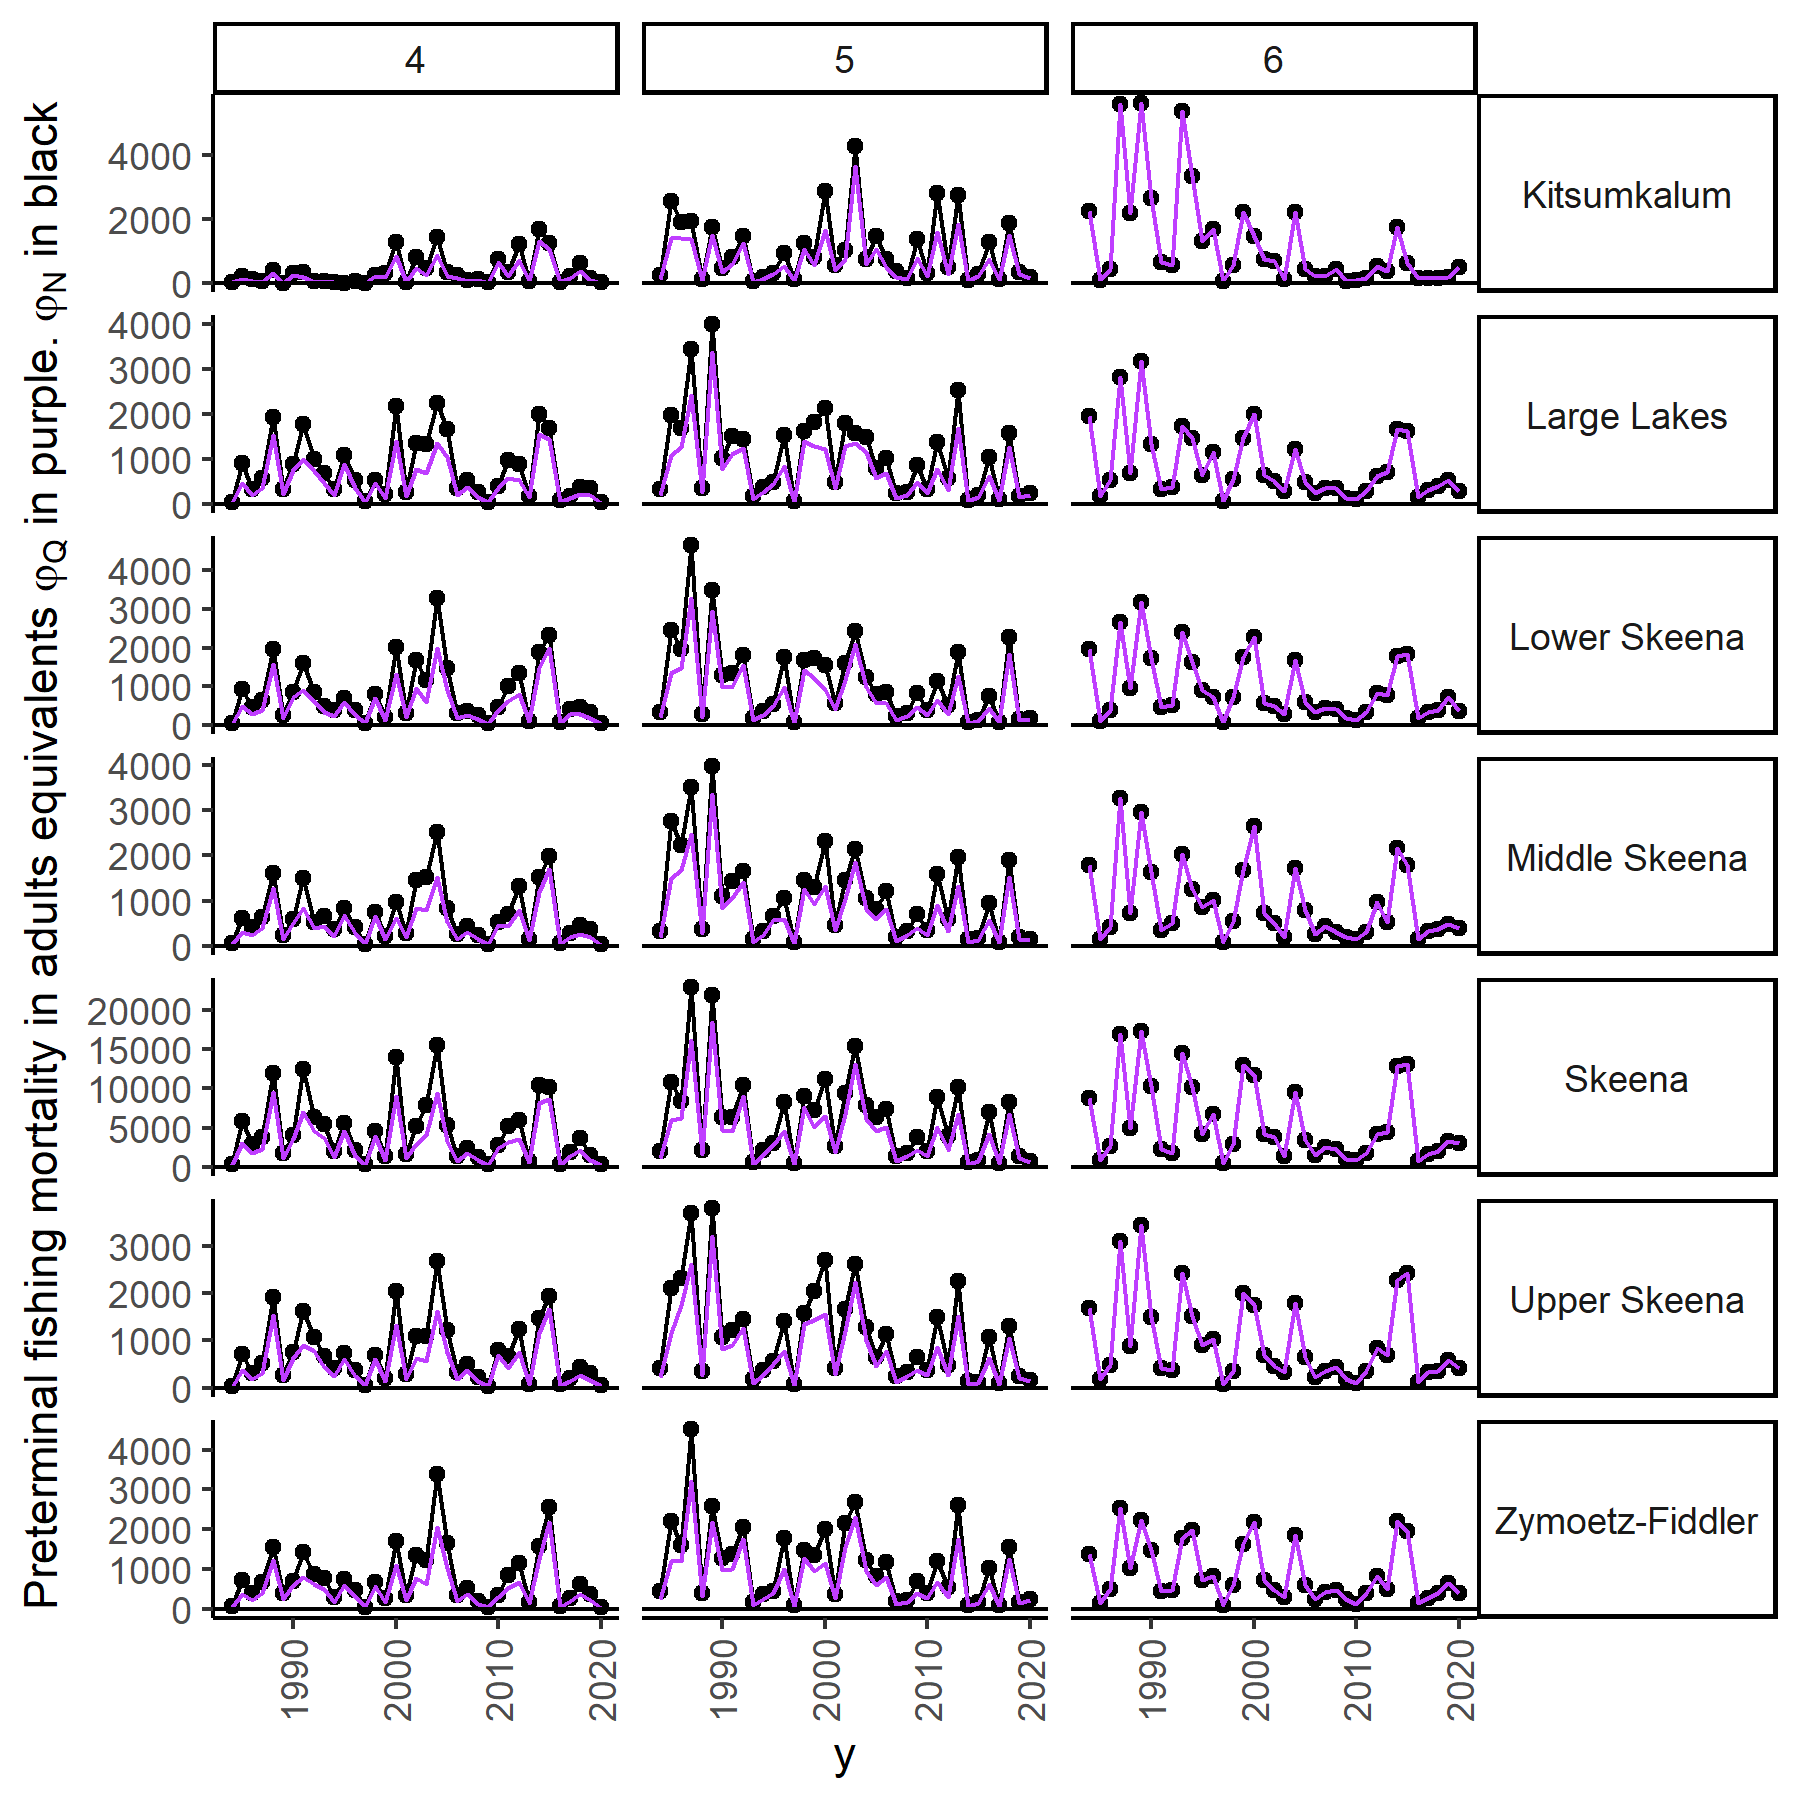 4 5 6
Preterminal fishing mortality in adults equivalents φQ in purple. φN in black
4000
2000
0
Kitsumkalum
4000
3000
2000
1000
0
Large Lakes
4000
3000
2000
1000
0
Lower Skeena
4000
3000
2000
1000
0
Middle Skeena
20000
15000
10000
5000
0
Skeena
3000
2000
1000
0
Upper Skeena
4000
3000
2000
1000
0
Zymoetz-Fiddler
1990 2000 2010 2020 1990 2000 2010 2020 1990 2000 2010 2020
y